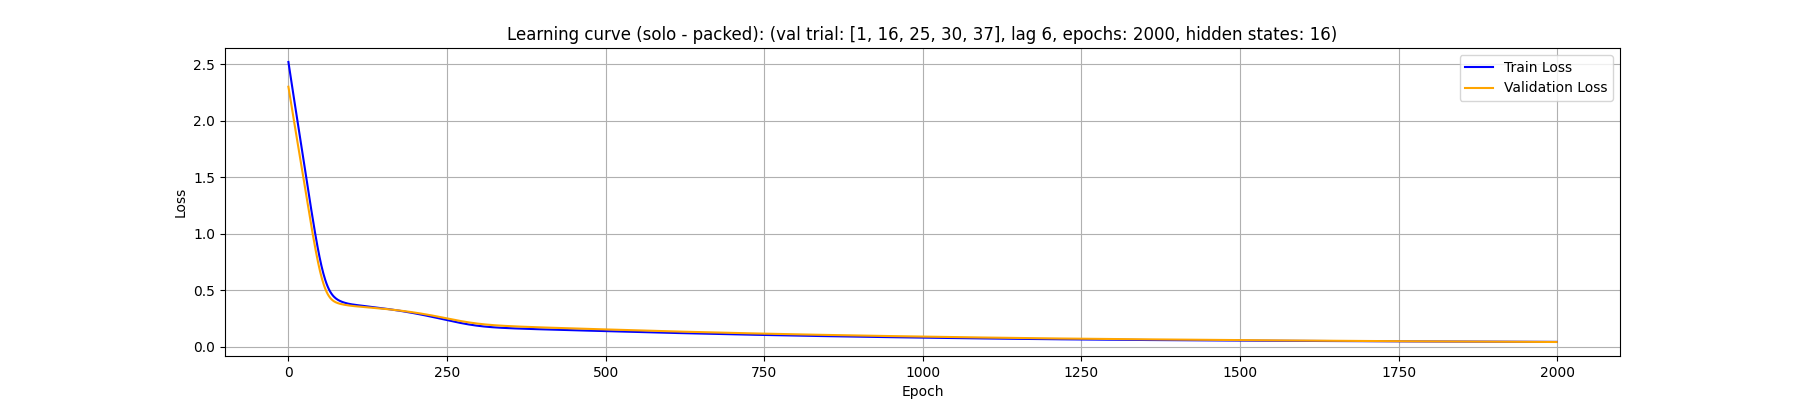 Learning curve (solo - packed): (val trial: [1, 16, 25, 30, 37], lag 6, epochs: 2000, hidden states: 16)
Train Loss
Validation Loss
2.5
2.0
1.5
1.0
0.5
0.0
Loss
0 250 500 750 1000 1250 1500 1750 2000
Epoch